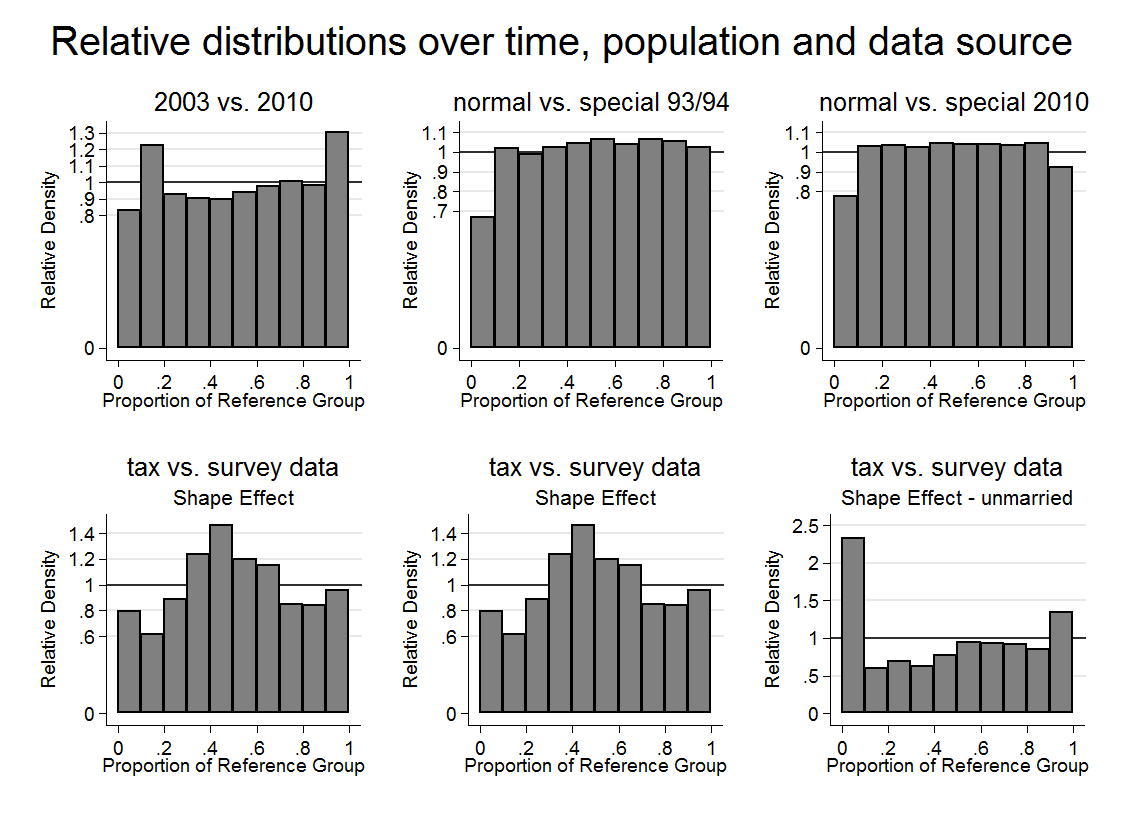 Relative distributions over time, population and data source
2003 vs. 2010
Relative Density
1.3
1.2
1.1
1
.9
.8
0
0 .2 .4 .6 .8 1
Proportion of Reference Group
normal vs. special 93/94
Relative Density
1.1
1
.9
.8
.7
0
0 .2 .4 .6 .8 1
Proportion of Reference Group
normal vs. special 2010
Relative Density
1.1
1
.9
.8
0
0 .2 .4 .6 .8 1
Proportion of Reference Group
tax vs. survey data
Shape Effect
Relative Density
1.4
1.2
1
.8
.6
0
0 .2 .4 .6 .8 1
Proportion of Reference Group
tax vs. survey data
Shape Effect
Relative Density
1.4
1.2
1
.8
.6
0
0 .2 .4 .6 .8 1
Proportion of Reference Group
tax vs. survey data
Shape Effect - unmarried
Relative Density
2.5
2
1.5
1
.5
0
0 .2 .4 .6 .8 1
Proportion of Reference Group